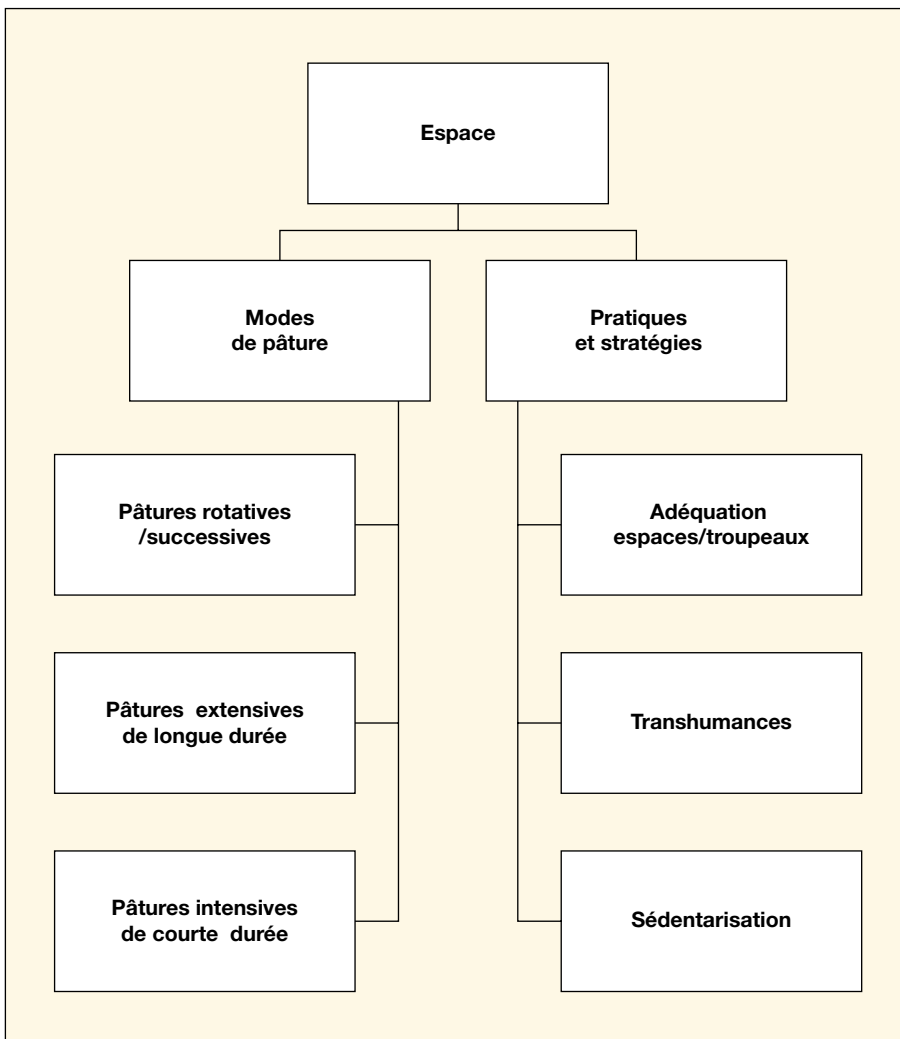 Espace
Modes
de pâture
Pratiques
et stratégies
Pâtures rotatives
/successives
Adéquation
espaces/troupeaux
Pâtures extensives
de longue durée
Transhumances
Pâtures intensives
de courte durée
Sédentarisation